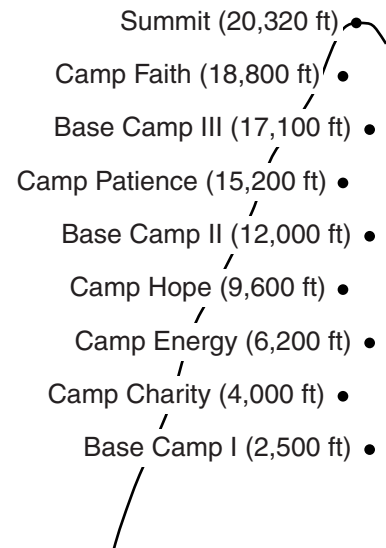 Summit (20,320 ft)
Camp Faith (18,800 ft)
Base Camp III (17,100 ft)
Camp Patience (15,200 ft)
Base Camp II (12,000 ft)
Camp Hope (9,600 ft)
Camp Energy (6,200 ft)
Camp Charity (4,000 ft)
Base Camp I (2,500 ft)